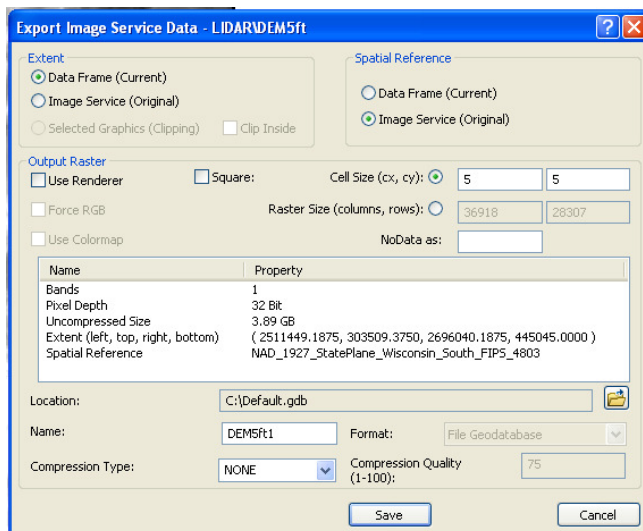 Export Image Service Data - LIDAR\DEM5ft
Extent
Data Frame (Current)
Image Service (Original)
Selected Graphics (Clipping)
Clip Inside
Spatial Reference
Data Frame (Current)
Image Service (Original)
Output Raster
Use Renderer
Square:
Cell Size (cx, cy):
5
5
Force RGB
Raster Size (columns, rows):
36918
28307
Use Colormap
NoData as:
Name Property
Bands 1
Pixel Depth 32 Bit
Uncompressed Size 3.89 GB
Extent (left, top, right, bottom) ( 2511449.1875, 303509.3750, 2696040.1875, 445045.0000 )
Spatial Reference NAD_1927_StatePlane_Wisconsin_South_FIPS_4803
Location: C:\Default.gdb
Name: DEM5ft1 Format: File Geodatabase
Compression Type: NONE Compression Quality
(1-100): 75
Save Cancel